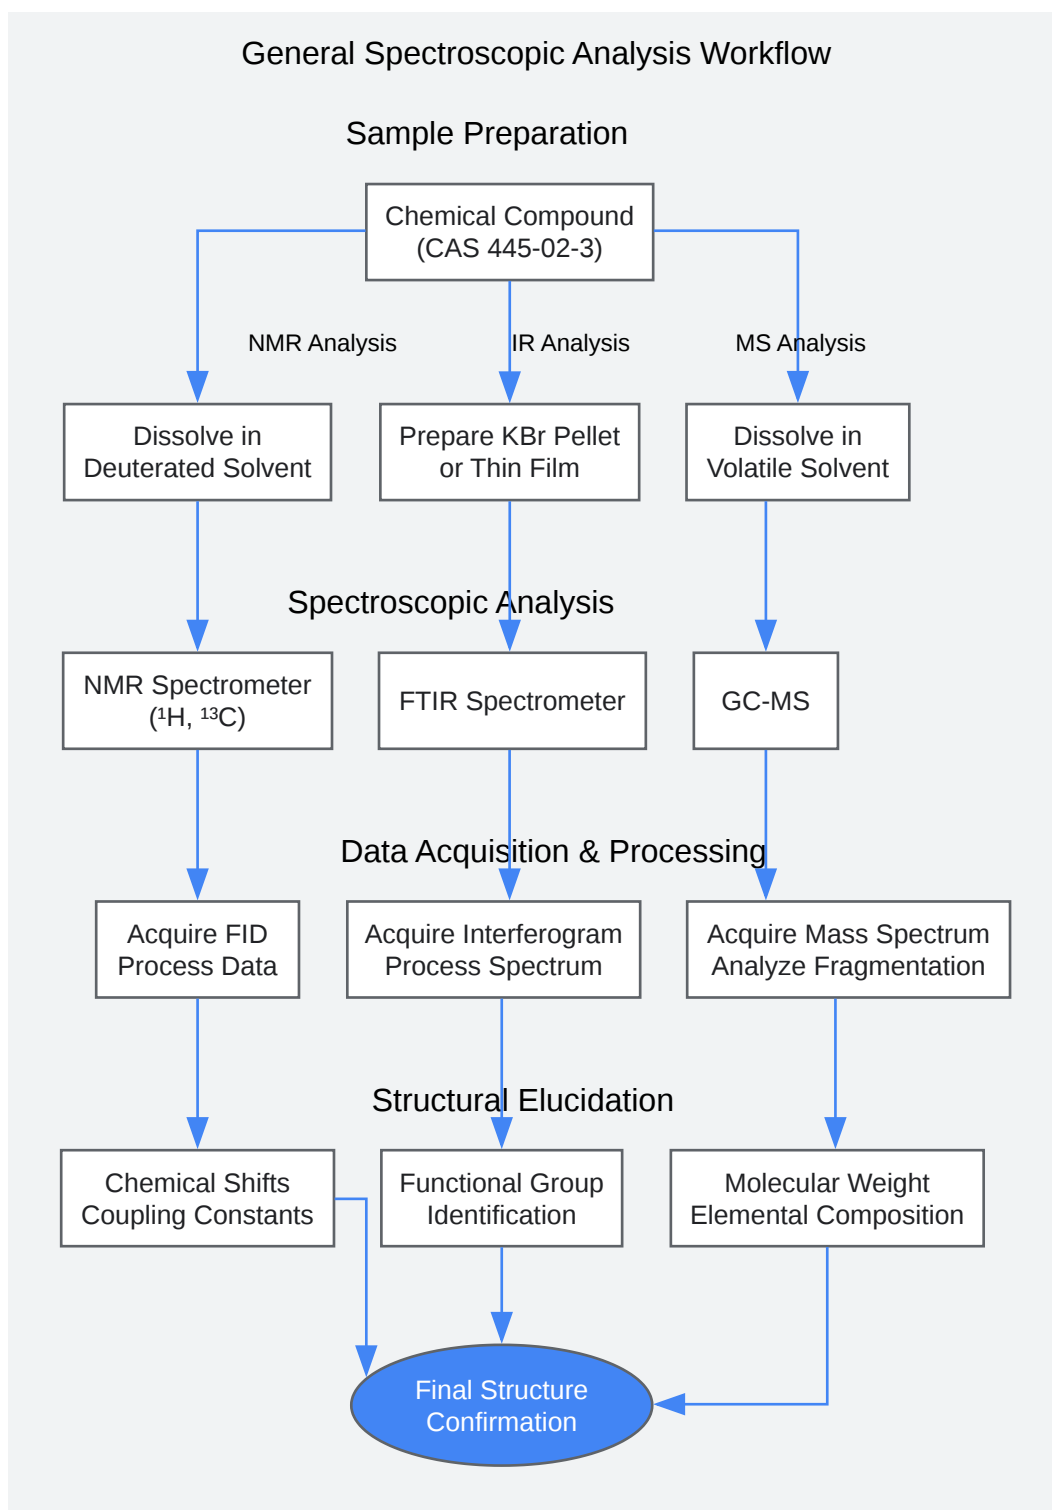 General Spectroscopic Analysis Workflow
Sample Preparation
Chemical Compound
(CAS 445-02-3)
NMR Analysis
IR Analysis
MS Analysis
Dissolve in
Deuterated Solvent
Prepare KBr Pellet
or Thin Film
Dissolve in
Volatile Solvent
Spectroscopic Analysis
NMR Spectrometer
(¹H, ¹³C)
FTIR Spectrometer
GC-MS
Data Acquisition & Processing
Acquire FID
Process Data
Acquire Interferogram
Process Spectrum
Acquire Mass Spectrum
Analyze Fragmentation
Structural Elucidation
Chemical Shifts
Coupling Constants
Functional Group
Identification
Molecular Weight
Elemental Composition
Final Structure
Confirmation